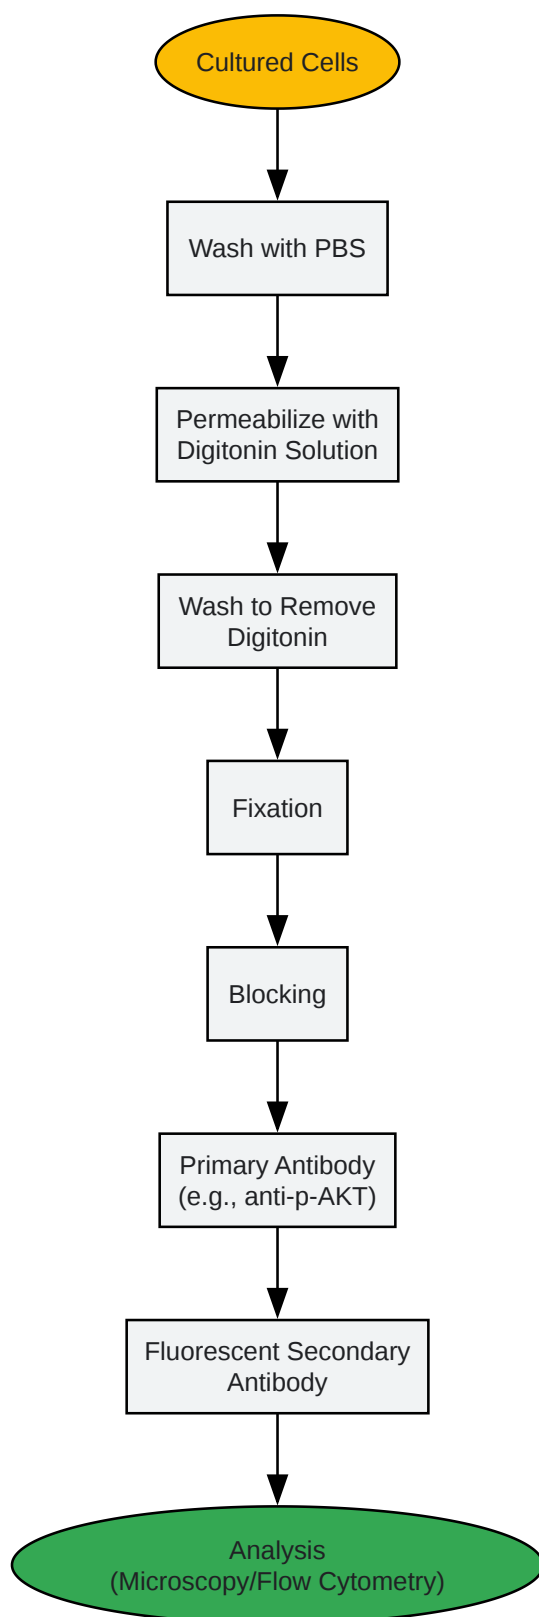 Cultured Cells
Wash with PBS
Permeabilize with
Digitonin Solution
Wash to Remove
Digitonin
Fixation
Blocking
Primary Antibody
(e.g., anti-p-AKT)
Fluorescent Secondary
Antibody
Analysis
(Microscopy/Flow Cytometry)